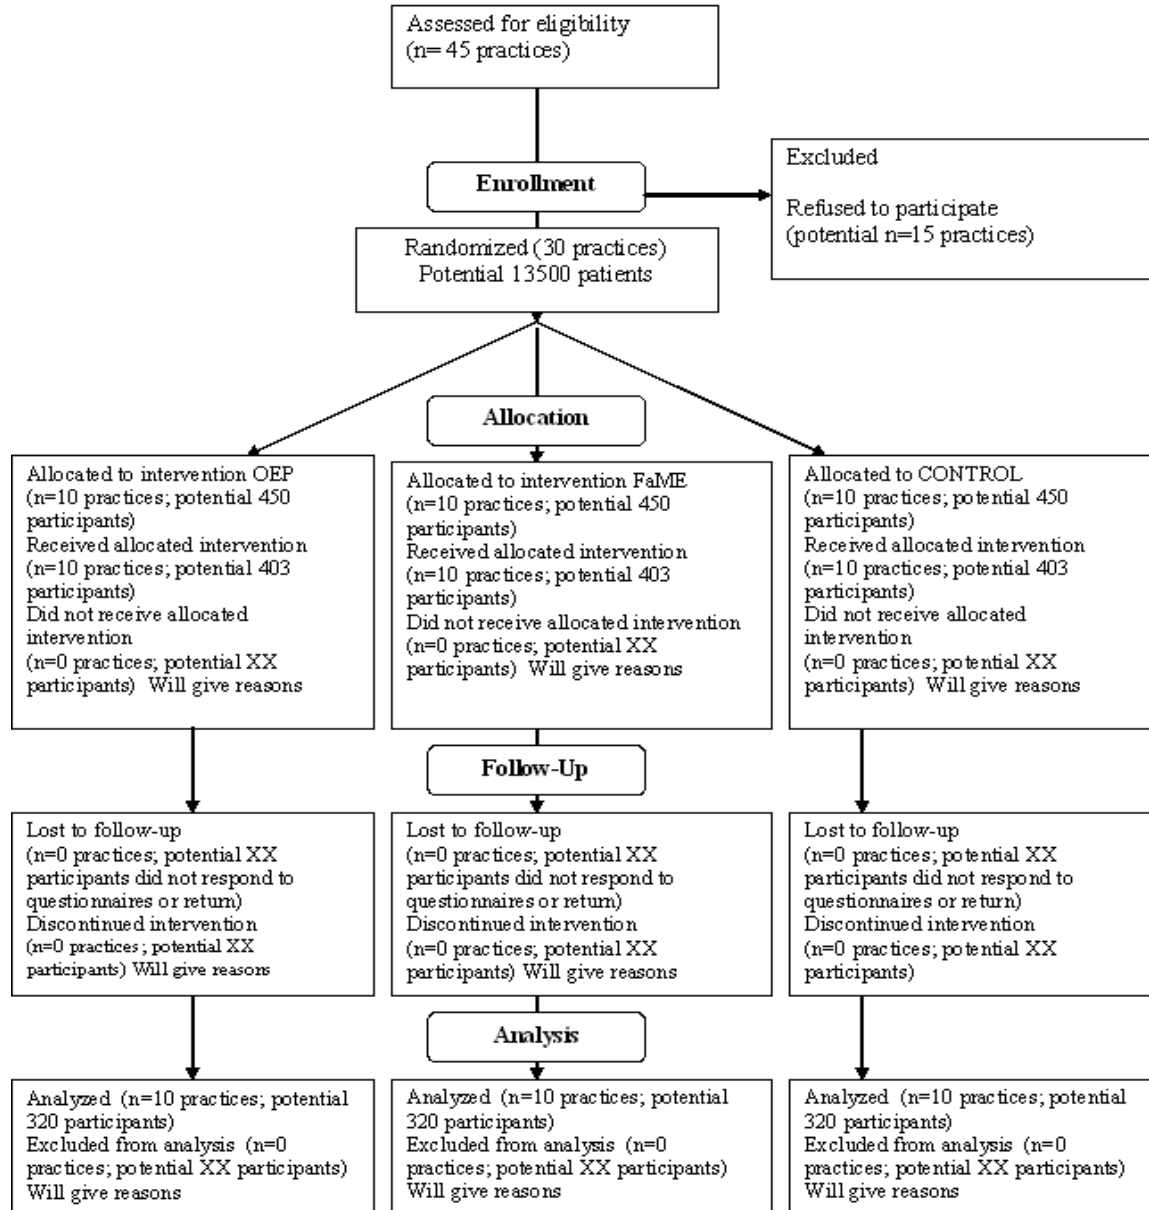 Assessed for eligibility
(n= 45 practices)
Enrollment
Excluded
Refused to participate
(potential n=15 practices)
Randomized (30 practices)
Potential 13500 patients
Allocation
Allocated to intervention OEP
(n=10 practices; potential 450
participants)
Received allocated intervention
(n=10 practices; potential 403
participants)
Did not receive allocated
intervention
(n=0 practices; potential XX
participants)  Will give reasons
Allocated to intervention FaME
(n=10 practices; potential 450
participants)
Received allocated intervention
(n=10 practices; potential 403
participants)
Did not receive allocated intervention
(n=0 practices; potential XX
participants)  Will give reasons
Allocated to CONTROL
(n=10 practices; potential 450
participants)
Received allocated intervention
(n=10 practices; potential 403
participants)
Did not receive allocated
intervention
(n=0 practices; potential XX
participants)  Will give reasons
Follow-Up
Lost to follow-up
(n=0 practices; potential XX
participants did not respond to
questionnaires or return)
Discontinued intervention
(n=0 practices; potential XX
participants) Will give reasons
Lost to follow-up
(n=0 practices; potential XX
participants did not respond to
questionnaires or return)
Discontinued intervention
(n=0 practices; potential XX
participants) Will give reasons
Lost to follow-up
(n=0 practices; potential XX
participants did not respond to
questionnaires or return)
Discontinued intervention
(n=0 practices; potential XX
participants)
Analysis
Analyzed (n=10 practices; potential
320 participants)
Excluded from analysis (n=0
practices; potential XX participants)
Will give reasons
Analyzed (n=10 practices; potential
320 participants)
Excluded from analysis (n=0
practices; potential XX participants)
Will give reasons
Analyzed (n=10 practices; potential
320 participants)
Excluded from analysis (n=0
practices; potential XX participants)
Will give reasons